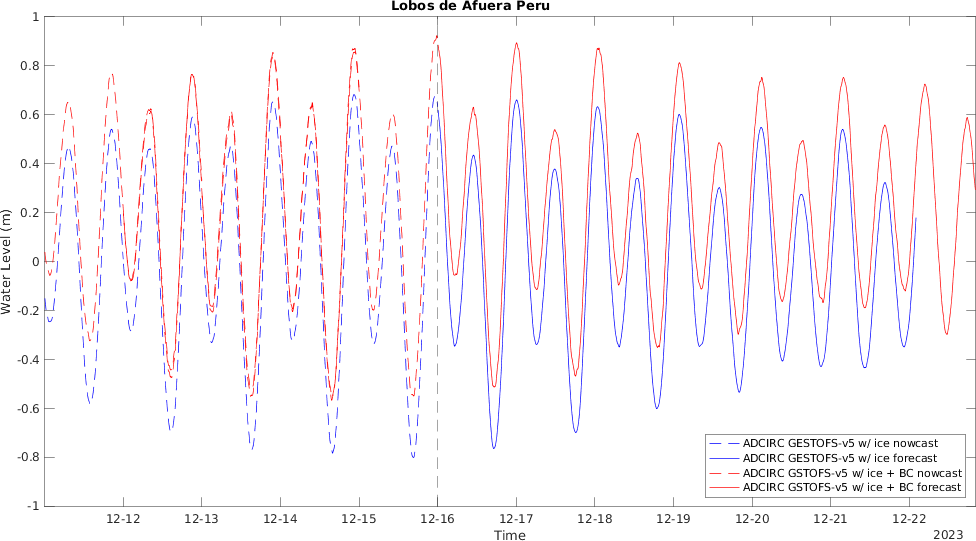 Lobos de Afuera Peru
1
0.8
0.6
0.4
0.2
0
-0.2
-0.4
-0.6
-0.8
-1
Water Level (m)
ADCIRC GESTOFS-v5 w/ ice nowcast
ADCIRC GESTOFS-v5 w/ ice forecast
ADCIRC GSTOFS-v5 w/ ice + BC nowcast
ADCIRC GSTOFS-v5 w/ ice + BC forecast
12-12 12-13 12-14 12-15 12-16 12-17 12-18 12-19 12-20 12-21 12-22
Time
2023